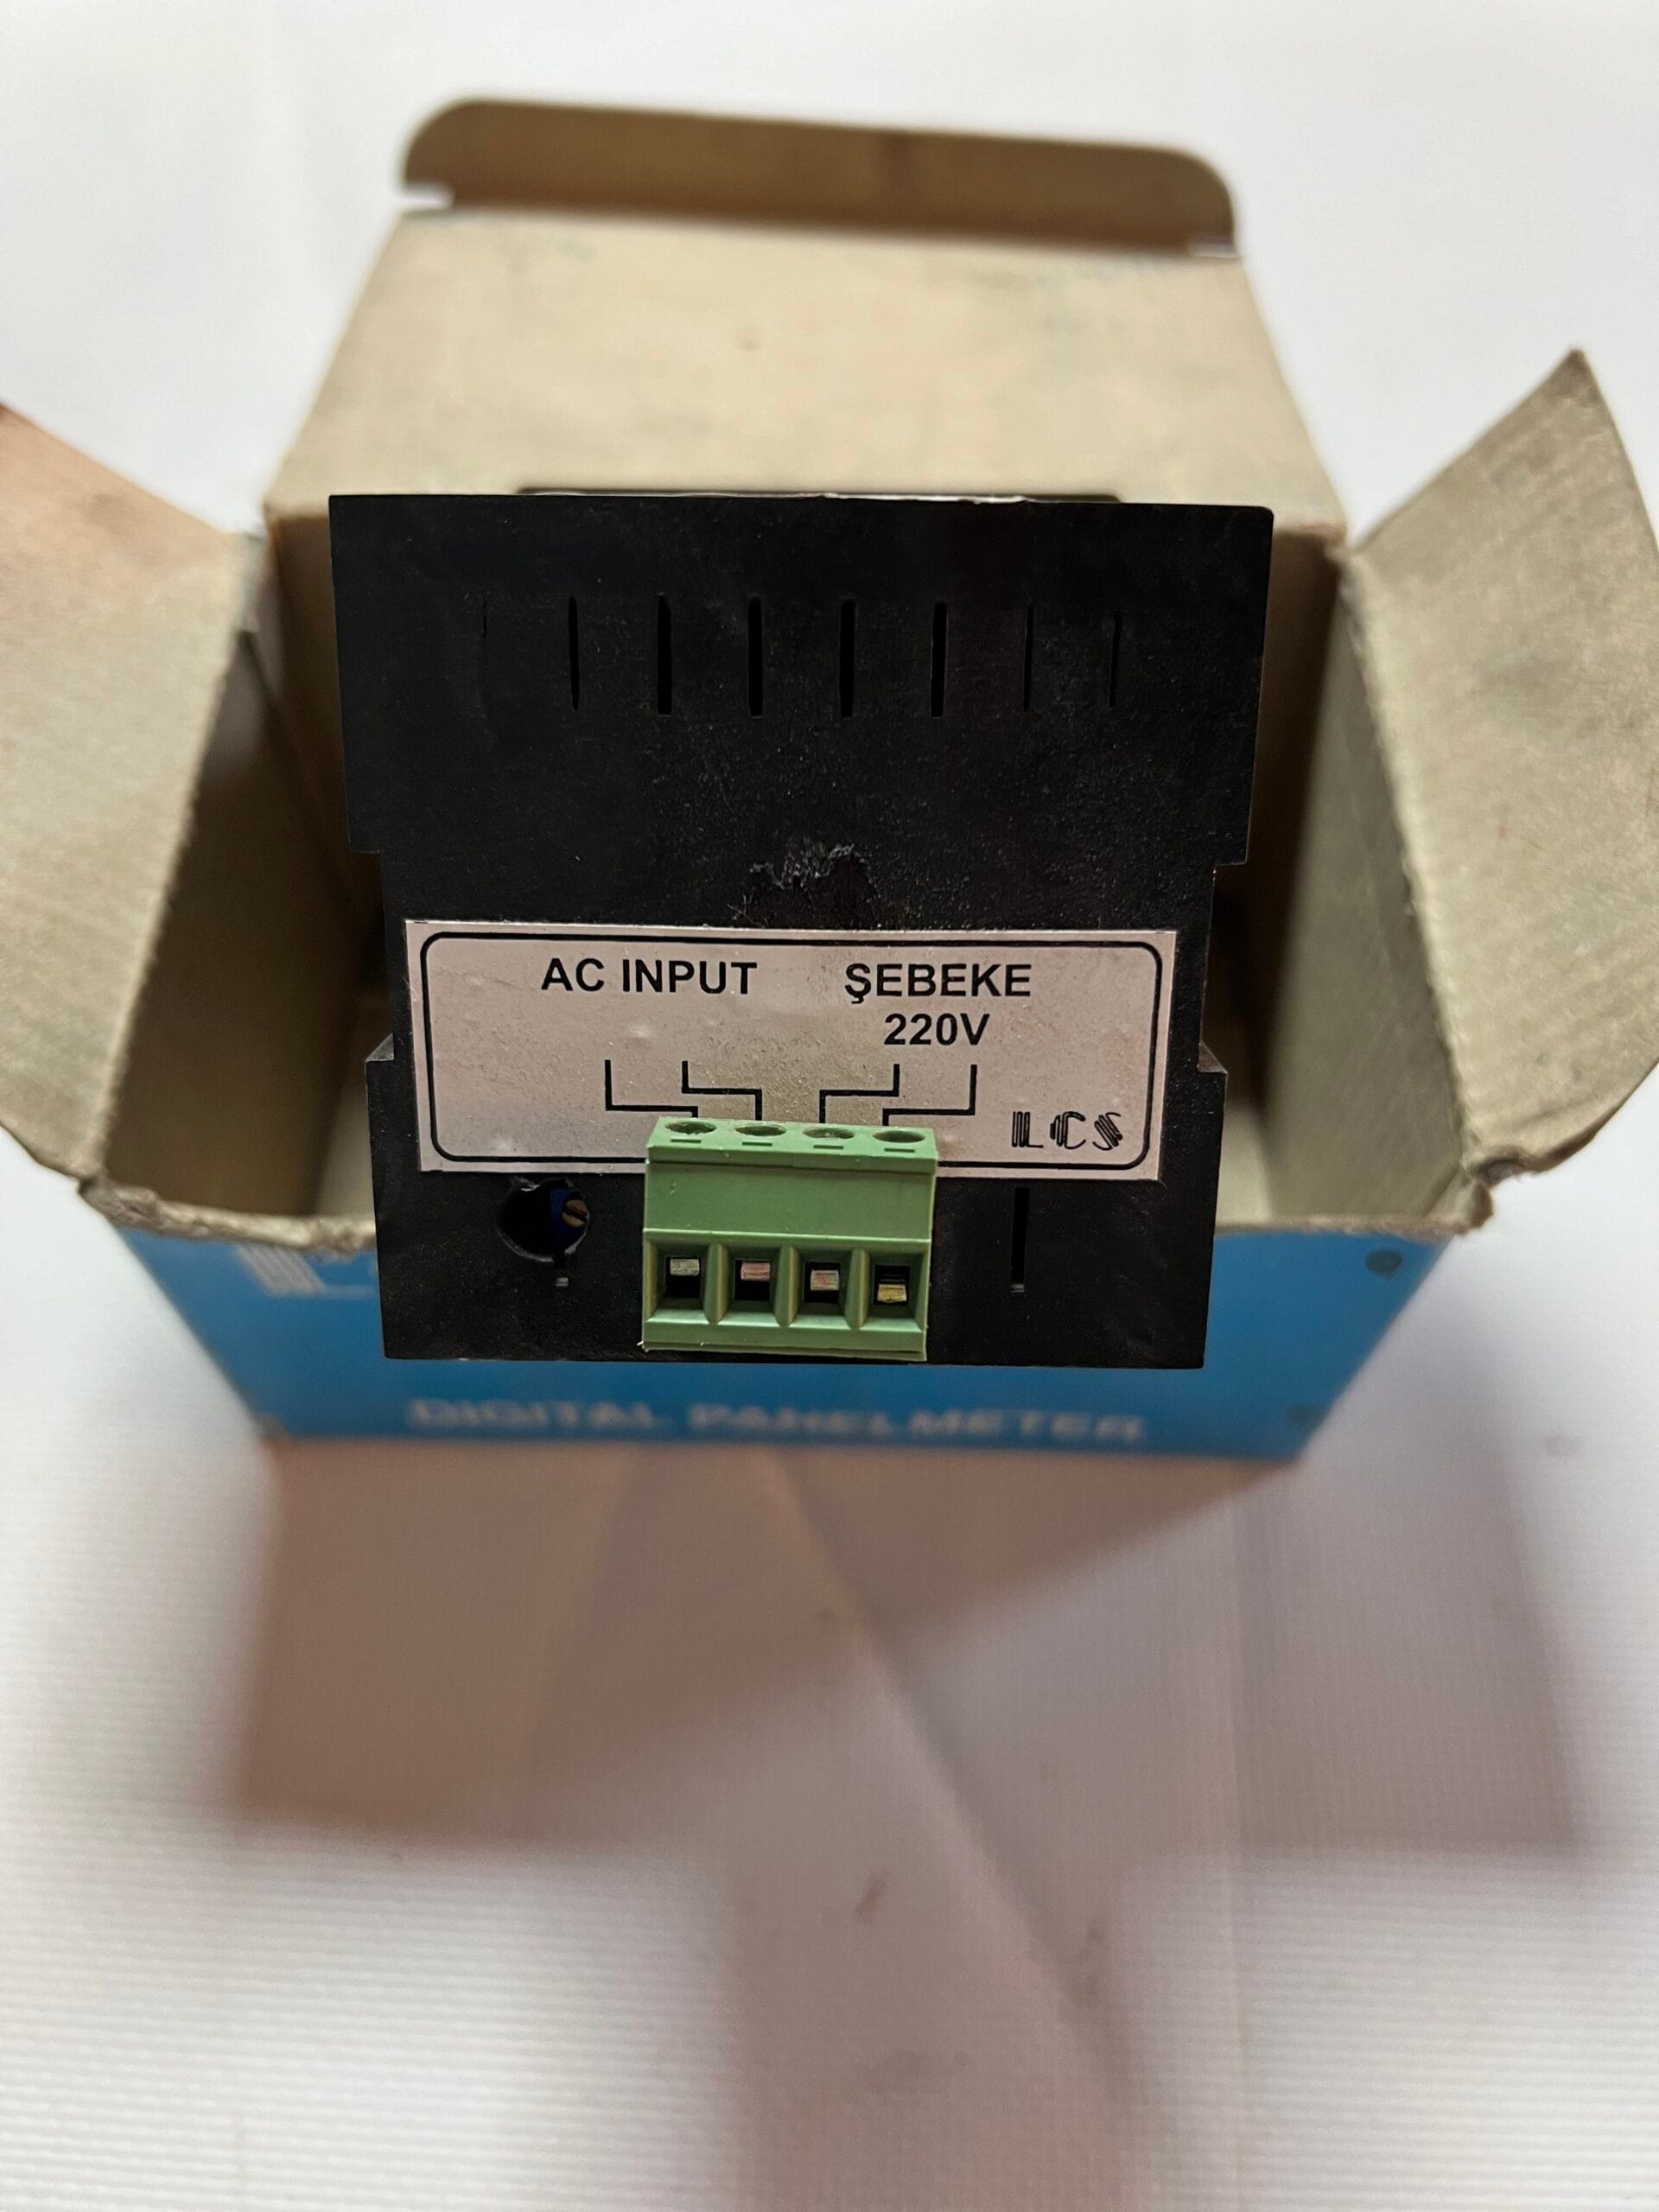 AC INPUT ŞEBEKE
220V
LCS
DIGITAL PANELMETER